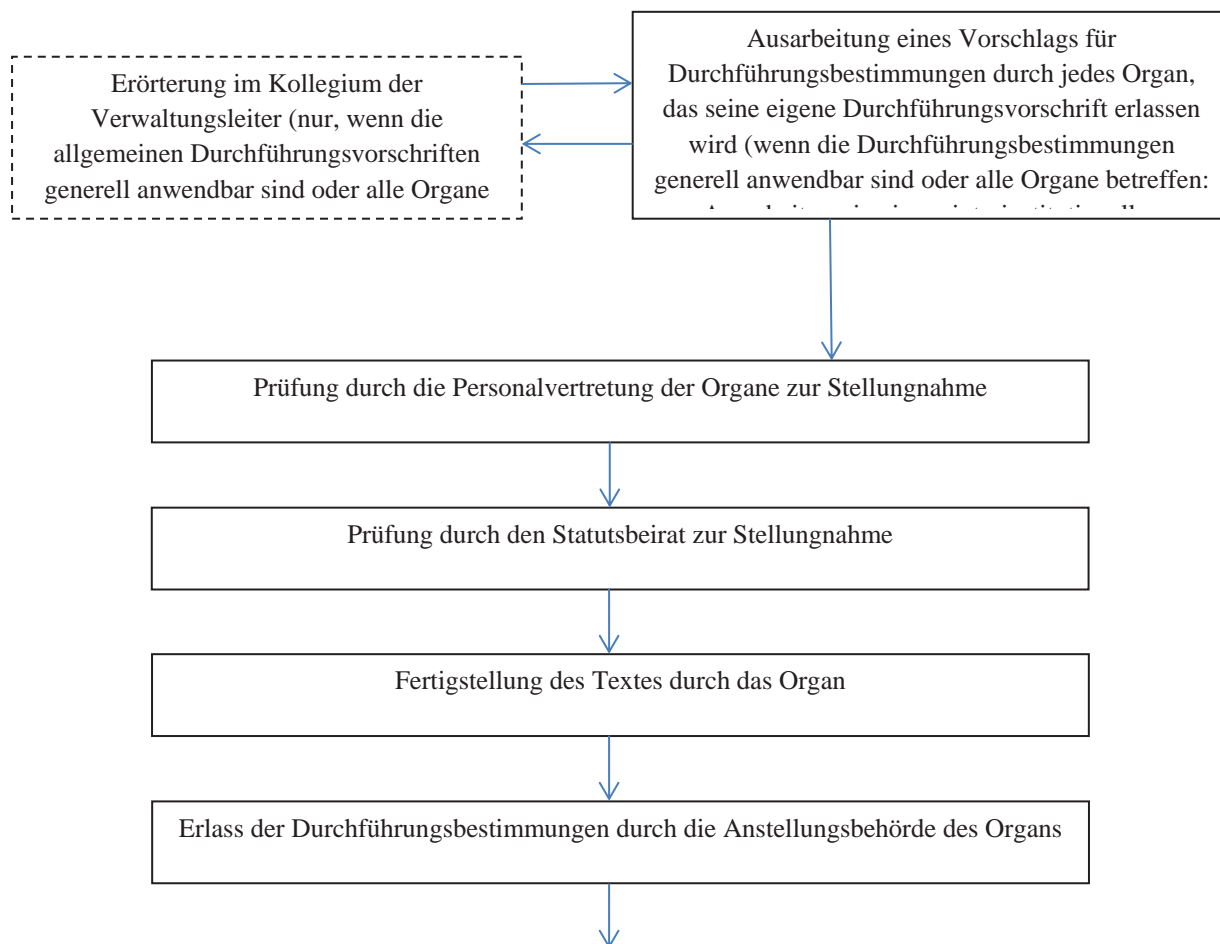 Erörterung im Kollegium der
Verwaltungsleiter (nur, wenn die
allgemeinen Durchführungsvorschriften
generell anwendbar sind oder alle Organe
Ausarbeitung eines Vorschlags für
Durchführungsbestimmungen durch jedes Organ,
das seine eigene Durchführungsvorschrift erlassen
wird (wenn die Durchführungsbestimmungen
generell anwendbar sind oder alle Organe betreffen:
Prüfung durch die Personalvertretung der Organe zur Stellungnahme
Prüfung durch den Statutsbeirat zur Stellungnahme
Fertigstellung des Textes durch das Organ
Erlass der Durchführungsbestimmungen durch die Anstellungsbehörde des Organs